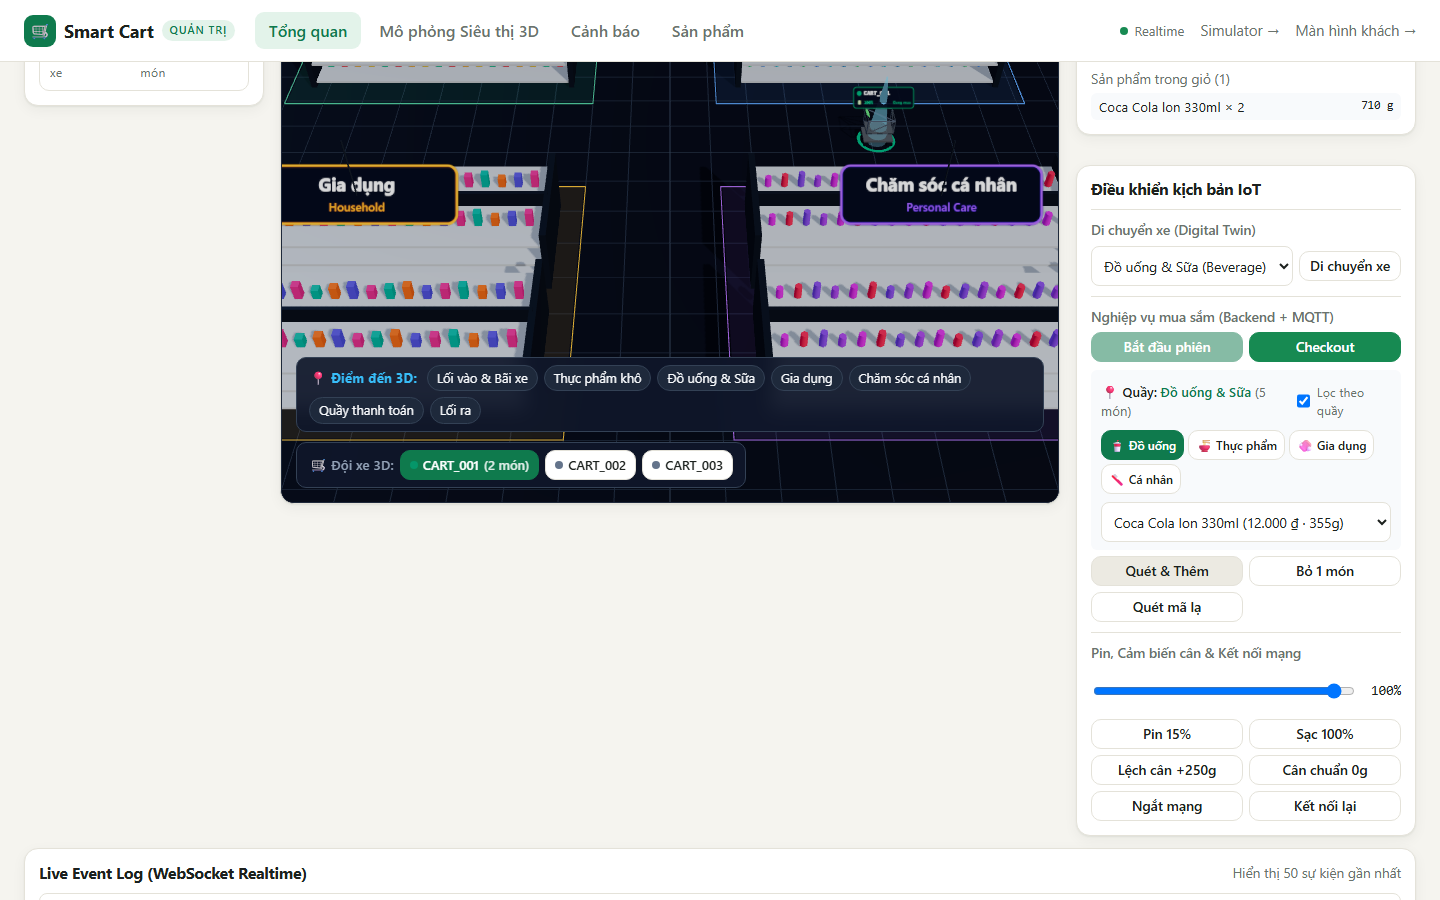 Smart Cart
QUẢN TRỊ
Tổng quan
Mô phỏng Siêu thị 3D
Cảnh báo
Sản phẩm
Realtime
Simulator →
Màn hình khách →
xe
món
Gia dụng
Household
Chăm sóc cá nhân
Personal Care
Điểm đến 3D:
Lối vào & Bãi xe
Thực phẩm khô
Đồ uống & Sữa
Gia dụng
Chăm sóc cá nhân
Quầy thanh toán
Lối ra
Đội xe 3D:
CART_001 (2 món)
CART_002
CART_003
Sản phẩm trong giỏ (1)
Coca Cola lon 330ml × 2
710 g
Điều khiển kịch bản IoT
Di chuyển xe (Digital Twin)
Đồ uống & Sữa (Beverage)
Di chuyển xe
Nghiệp vụ mua sắm (Backend + MQTT)
Bắt đầu phiên
Checkout
Quầy: Đồ uống & Sữa (5
món)
Lọc theo
quầy
Đồ uống
Thực phẩm
Gia dụng
Cá nhân
Coca Cola lon 330ml (12.000 ₫ · 355g)
Quét & Thêm
Bỏ 1 món
Quét mã lạ
Pin, Cảm biến cân & Kết nối mạng
100%
Pin 15%
Sạc 100%
Lệch cân +250g
Cân chuẩn 0g
Ngắt mạng
Kết nối lại
Live Event Log (WebSocket Realtime)
Hiển thị 50 sự kiện gần nhất